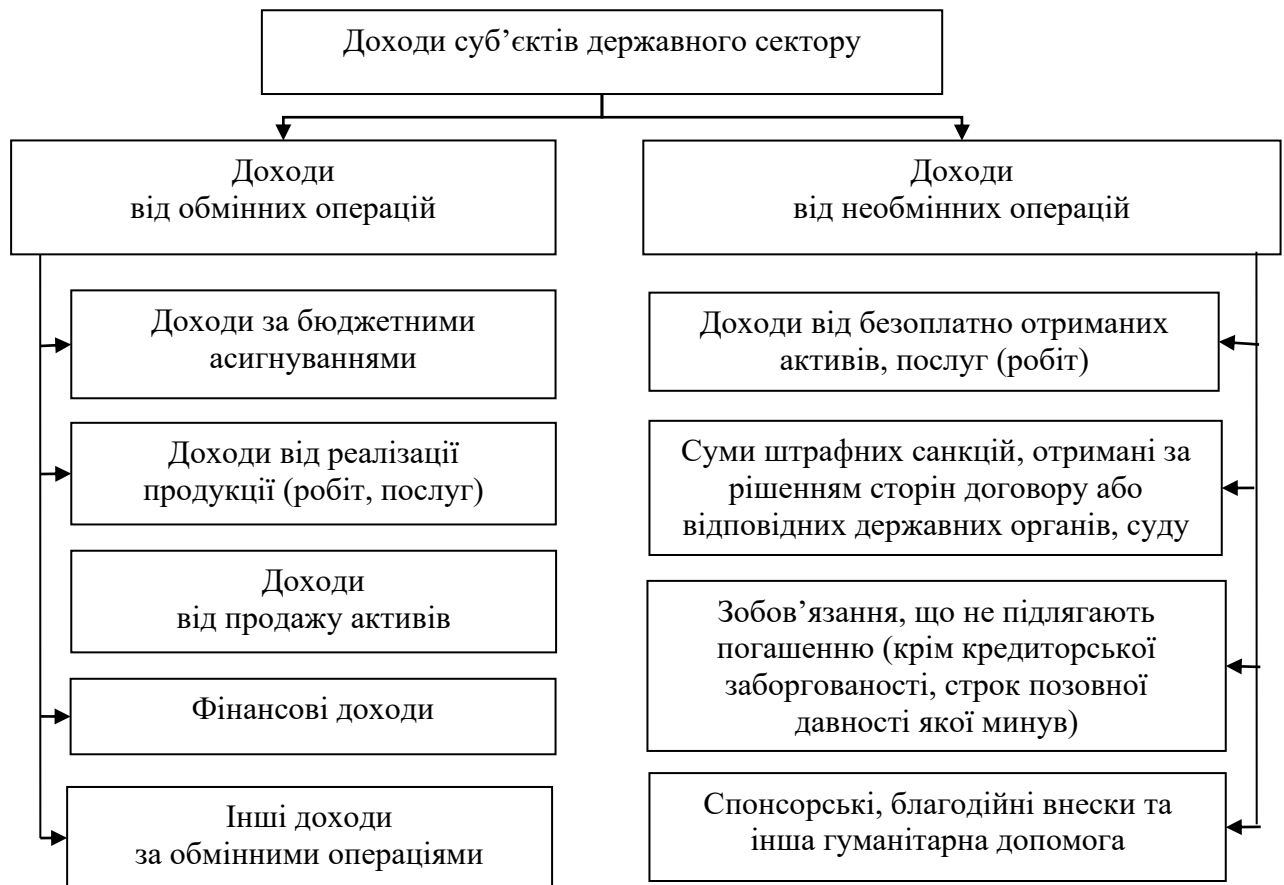 Доходи суб’єктів державного сектору
Доходи
від обмінних операцій
Доходи
від необмінних операцій
Доходи за бюджетними
асигнуваннями
Доходи від реалізації
продукції (робіт, послуг)
Доходи
від продажу активів
Фінансові доходи
Інші доходи
за обмінними операціями
Доходи від безоплатно отриманих
активів, послуг (робіт)
Суми штрафних санкцій, отримані за
рішенням сторін договору або
відповідних державних органів, суду
Зобов’язання, що не підлягають
погашенню (крім кредиторської
заборгованості, строк позовної
давності якої минув)
Спонсорські, благодійні внески та
інша гуманітарна допомога